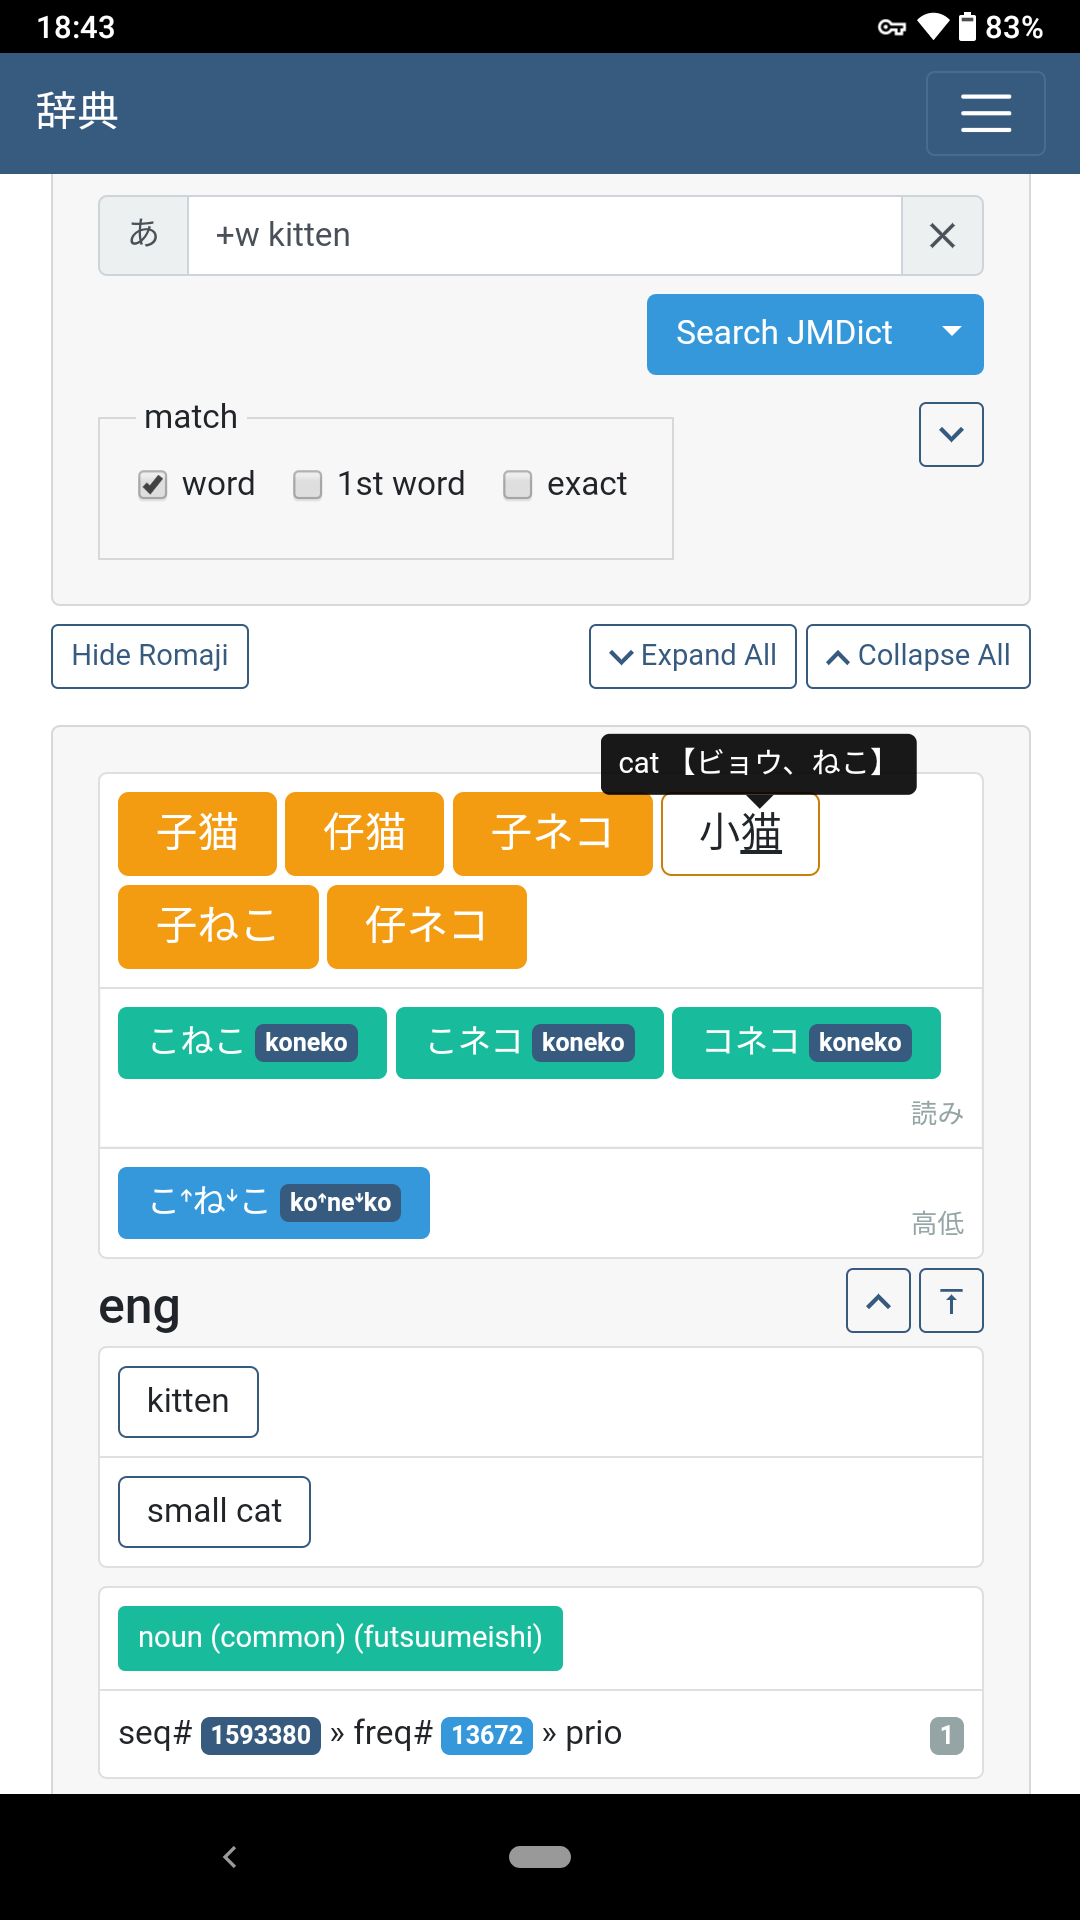 18:43 83%
辞典
あ +w kitten
Search JMDict
match
word 1st word exact
Hide Romaji Expand All Collapse All
cat 【ビョウ、ねこ】
子猫 仔猫 子ネコ 小猫
子ねこ 仔ネコ
こねこ koneko こネコ koneko コネコ koneko
読み
こ↑ね↓こ ko↑ne↓ko
高低
eng
kitten
small cat
noun (common) (futsuumeishi)
seq# 1593380 » freq# 13672 » prio 1